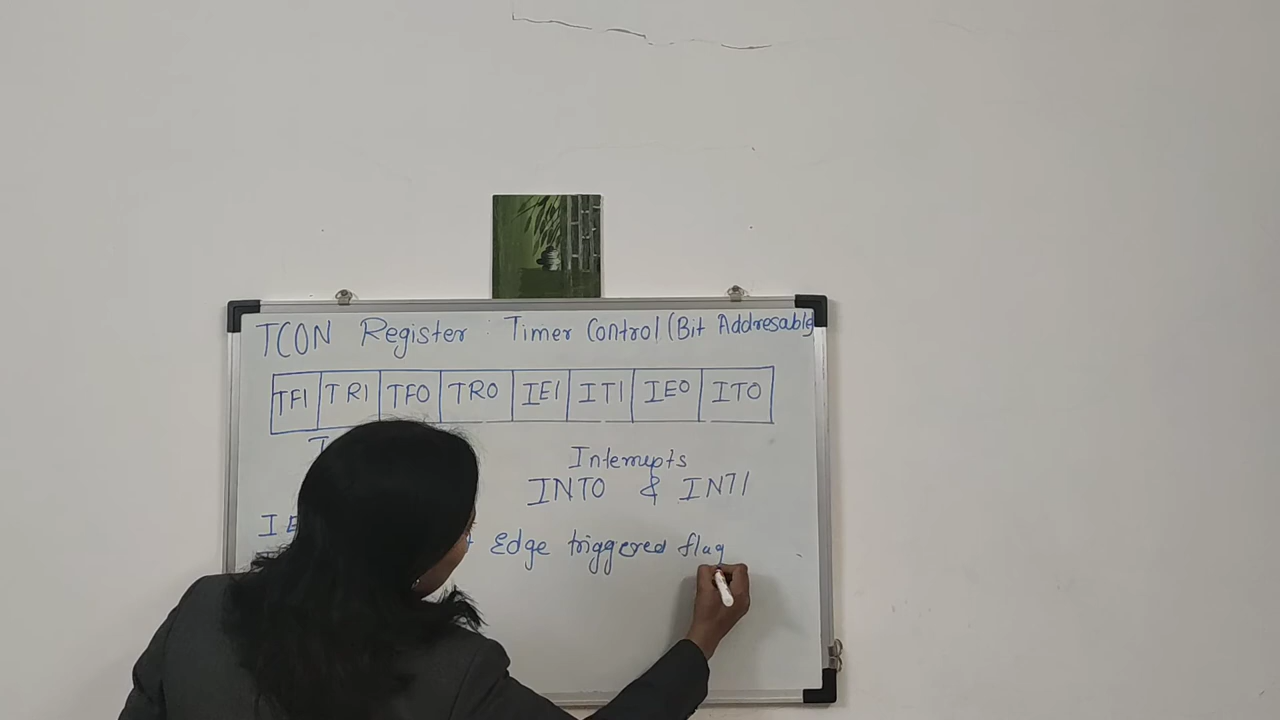 TCON Register : Timer Control (Bit Addresable)
TF1 TR1 TF0 TR0 IE1 IT1 IE0 IT0
Interrupts
INT0 & INT1
Edge triggered flag